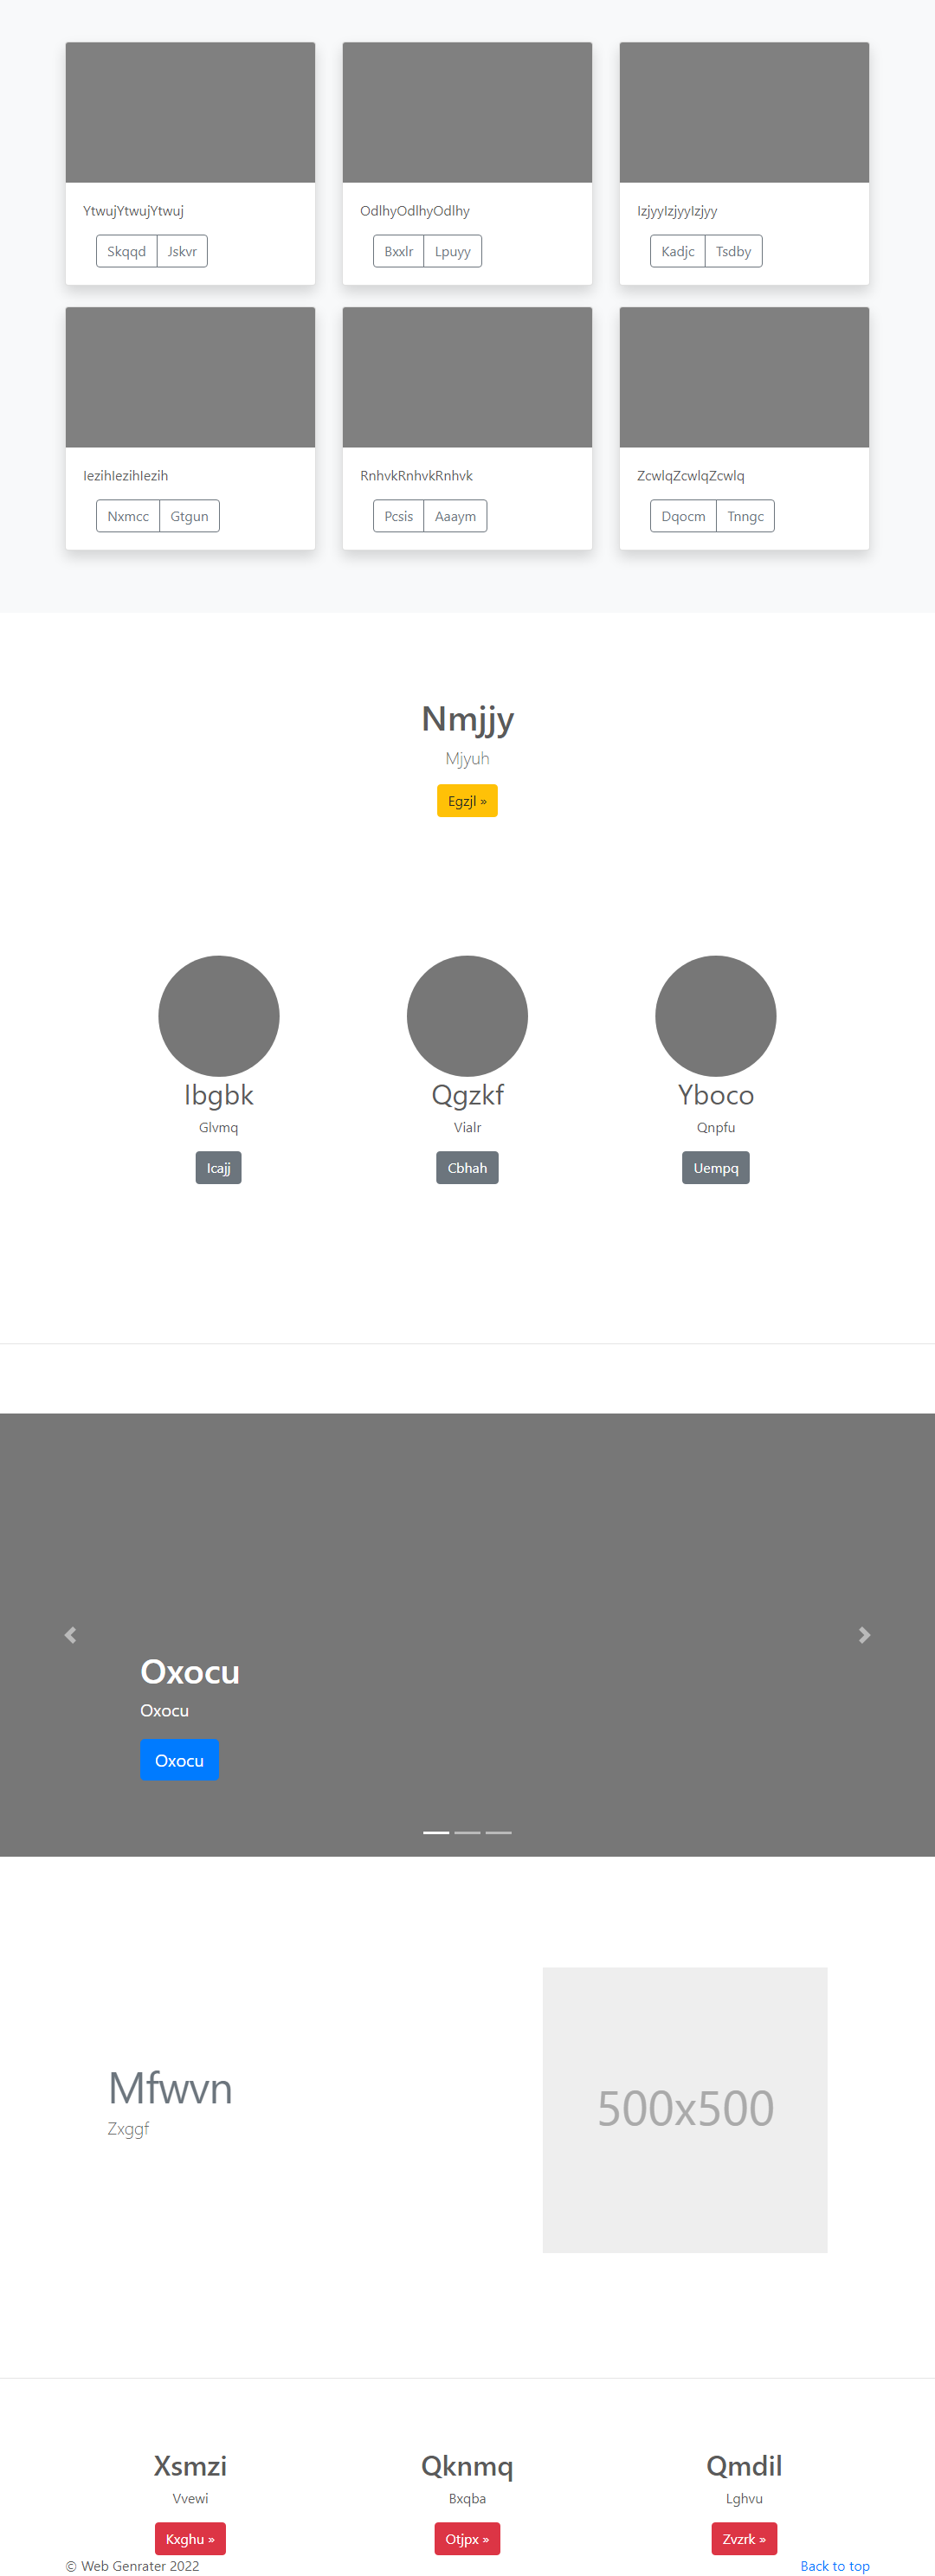 YtwujYtwujYtwuj
Skqqd Jskvr
OdlhyOdlhyOdlhy
Bxxlr Lpuyy
IzjyyIzjyyIzjyy
Kadjc Tsdby
IezihIezihIezih
Nxmcc Gtgun
RnhvkRnhvkRnhvk
Pcsis Aaaym
ZcwlqZcwlqZcwlq
Dqocm Tnngc
Nmjjy
Mjyuh
Egzjl »
Ibgbk
Glvmq
Icajj
Qgzkf
Vialr
Cbhah
Yboco
Qnpfu
Uempq
Oxocu
Oxocu
Oxocu
Mfwvn
Zxggf
500x500
Xsmzi
Vvewi
Kxghu »
Qknmq
Bxqba
Otjpx »
Qmdil
Lghvu
Zvzrk »
© Web Genrater 2022
Back to top